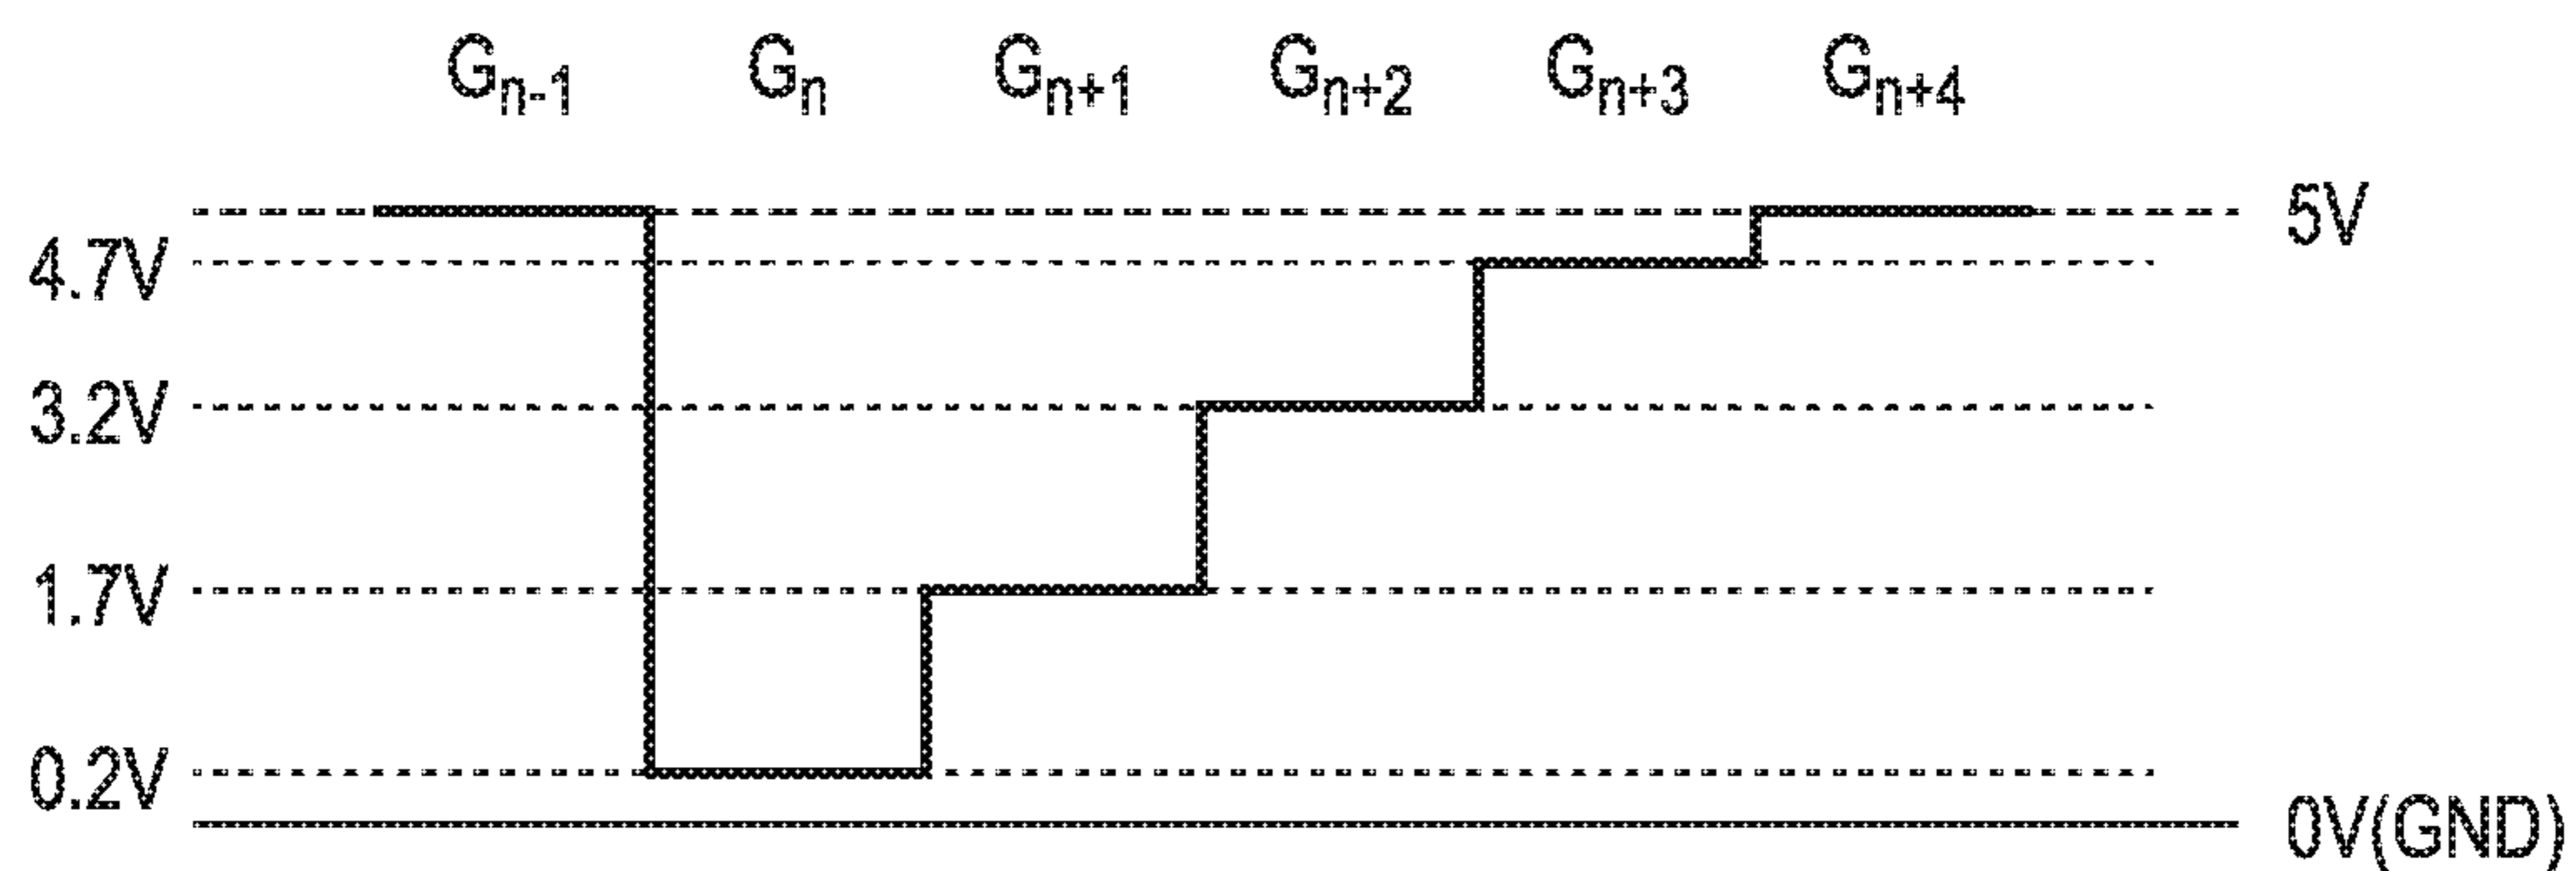 Gn-1 Gn Gn+1 Gn+2 Gn+3 Gn+4
5V
4.7V
3.2V
1.7V
0.2V
0V(GND)